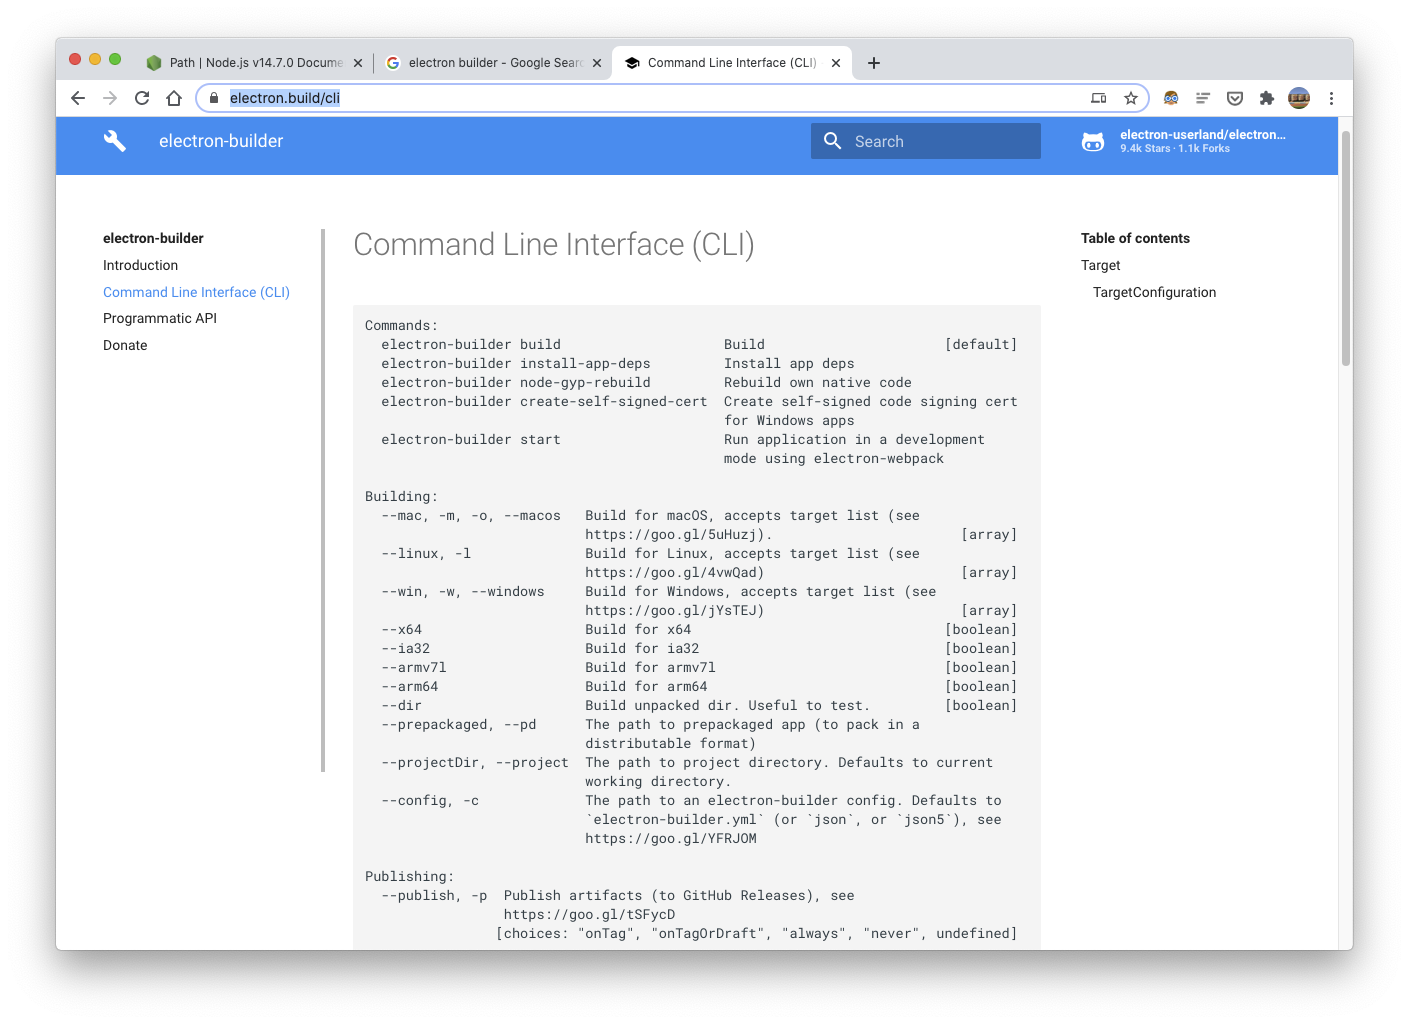 Path | Node.js v14.7.0 Docume
electron builder - Google Searc
Command Line Interface (CLI)
electron.build/cli
electron-builder
Search
electron-userland/electron...
9.4k Stars · 1.1k Forks
electron-builder
Introduction
Command Line Interface (CLI)
Programmatic API
Donate
Command Line Interface (CLI)
Commands:
electron-builder build Build [default]
electron-builder install-app-deps Install app deps
electron-builder node-gyp-rebuild Rebuild own native code
electron-builder create-self-signed-cert Create self-signed code signing cert
for Windows apps
electron-builder start Run application in a development
mode using electron-webpack
Building:
--mac, -m, -o, --macos Build for macOS, accepts target list (see
https://goo.gl/5uHuzj). [array]
--linux, -l Build for Linux, accepts target list (see
https://goo.gl/4vwQad) [array]
--win, -w, --windows Build for Windows, accepts target list (see
https://goo.gl/jYsTEJ) [array]
--x64 Build for x64 [boolean]
--ia32 Build for ia32 [boolean]
--armv7l Build for armv7l [boolean]
--arm64 Build for arm64 [boolean]
--dir Build unpacked dir. Useful to test. [boolean]
--prepackaged, --pd The path to prepackaged app (to pack in a
distributable format)
--projectDir, --project The path to project directory. Defaults to current
working directory.
--config, -c The path to an electron-builder config. Defaults to
`electron-builder.yml` (or `json`, or `json5`), see
https://goo.gl/YFRJOM
Publishing:
--publish, -p Publish artifacts (to GitHub Releases), see
https://goo.gl/tSFycD
[choices: "onTag", "onTagOrDraft", "always", "never", undefined]
Table of contents
Target
TargetConfiguration